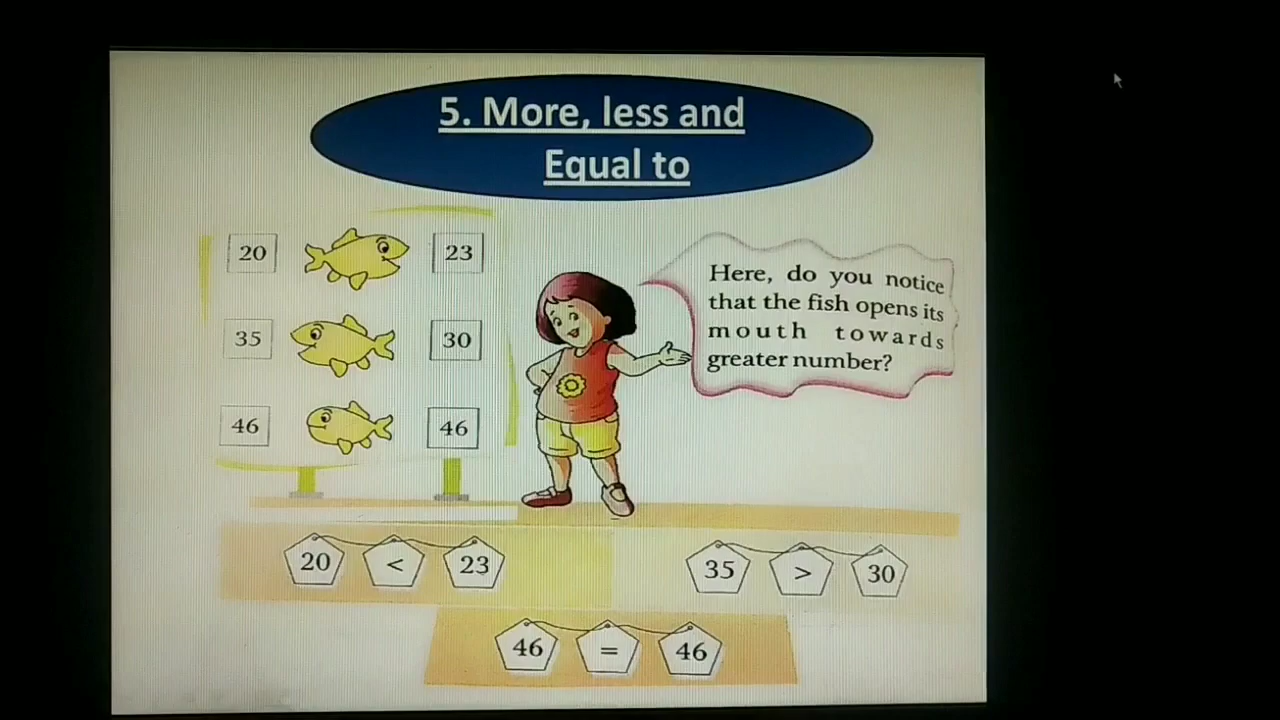 5. More, less and
Equal to
20 23
35 30
46 46
Here, do you notice
that the fish opens its
mouth towards
greater number?
20 < 23
35 > 30
46 = 46